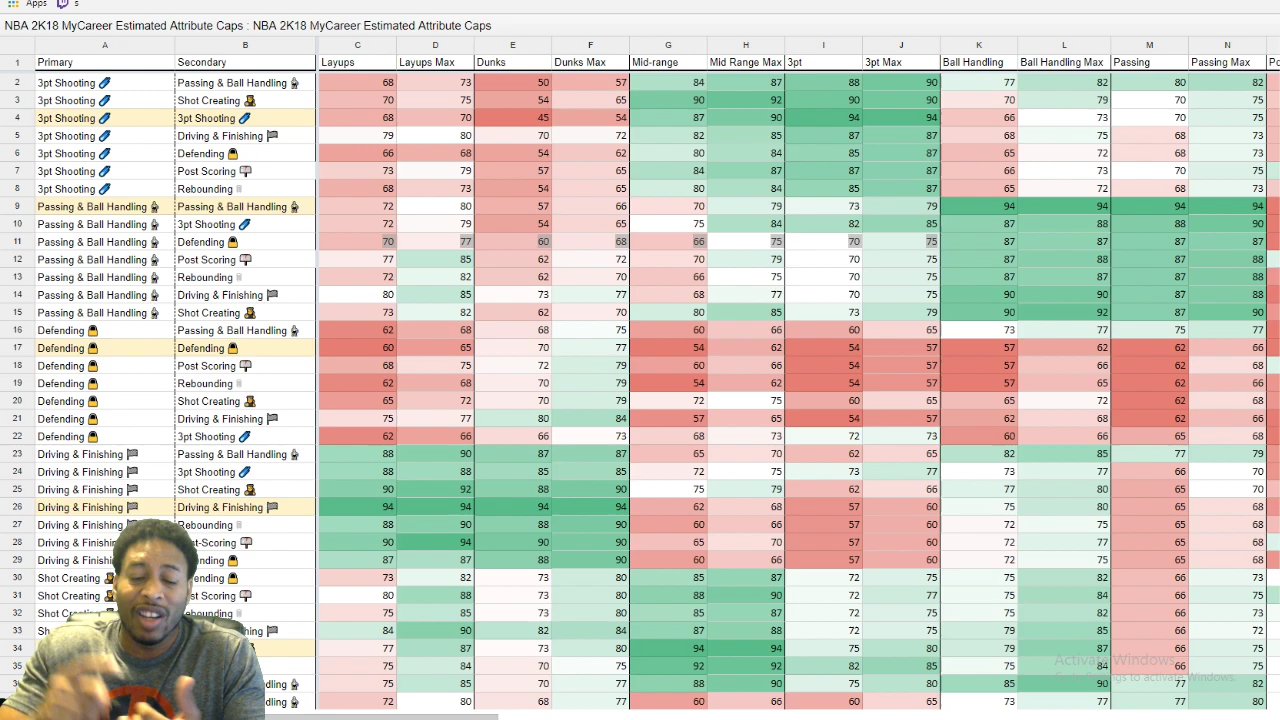 Apps s
NBA 2K18 MyCareer Estimated Attribute Caps : NBA 2K18 MyCareer Estimated Attribute Caps
A B C D E F G H I J K L M N
1 Primary Secondary Layups Layups Max Dunks Dunks Max Mid-range Mid Range Max 3pt 3pt Max Ball Handling Ball Handling Max Passing Passing Max
2 3pt Shooting Passing & Ball Handling 68 73 50 57 84 87 88 90 77 82 80 82
3 3pt Shooting Shot Creating 70 75 54 65 90 92 90 90 70 79 70 75
4 3pt Shooting 3pt Shooting 68 70 45 54 87 90 94 94 66 73 70 75
5 3pt Shooting Driving & Finishing 79 80 70 72 82 85 87 87 68 75 68 73
6 3pt Shooting Defending 66 68 54 62 80 84 85 87 65 72 68 73
7 3pt Shooting Post Scoring 73 79 57 65 84 87 87 87 66 73 70 75
8 3pt Shooting Rebounding 68 73 54 65 80 84 85 87 65 72 68 73
9 Passing & Ball Handling Passing & Ball Handling 72 80 57 66 70 79 73 79 94 94 94 94
10 Passing & Ball Handling 3pt Shooting 72 79 54 65 75 84 82 84 87 88 88 90
11 Passing & Ball Handling Defending 70 77 60 68 66 75 70 75 87 87 87 87
12 Passing & Ball Handling Post Scoring 77 85 62 72 70 79 70 75 87 88 87 88
13 Passing & Ball Handling Rebounding 72 82 62 70 66 75 70 75 87 87 87 88
14 Passing & Ball Handling Driving & Finishing 80 85 73 77 68 77 70 75 90 90 87 88
15 Passing & Ball Handling Shot Creating 73 82 62 70 80 85 73 77 90 92 87 90
16 Defending Passing & Ball Handling 62 68 68 75 60 66 60 65 73 77 75 77
17 Defending Defending 60 65 70 77 54 62 54 57 57 62 62 66
18 Defending Post Scoring 68 75 72 79 60 66 54 57 57 66 62 68
19 Defending Rebounding 62 68 70 79 54 62 54 57 57 65 62 66
20 Defending Shot Creating 65 72 70 79 72 75 60 65 66 72 62 68
21 Defending Driving & Finishing 75 77 80 84 57 65 54 57 62 68 62 66
22 Defending 3pt Shooting 62 66 66 73 68 73 72 73 60 66 65 68
23 Driving & Finishing Passing & Ball Handling 88 90 87 87 65 70 62 65 82 85 77 79
24 Driving & Finishing 3pt Shooting 88 88 85 85 72 75 73 77 73 77 66 70
25 Driving & Finishing Shot Creating 90 92 88 90 75 79 62 66 77 80 65 70
26 Driving & Finishing Driving & Finishing 94 94 94 94 62 68 57 60 75 80 65 68
27 Driving & Finishing Rebounding 88 90 88 90 60 66 57 60 72 75 65 68
28 Driving & Finishing Scoring 90 94 90 90 65 70 57 60 72 77 65 68
29 Driving & Finishing 87 87 88 90 60 66 57 60 72 75 65 68
30 Shot Creating 73 82 73 80 85 87 72 75 75 82 66 73
31 Shot Creating Scoring 80 88 73 80 88 90 72 77 75 84 66 75
32 75 85 73 80 85 87 72 75 75 82 66 73
33 84 90 82 84 87 88 72 75 79 85 66 72
34 77 87 73 80 94 94 75 80 79 88 66 75
35 75 84 70 75 92 92 82 85 75 84 66 75
75 85 73 80 88 90 75 80 85 90 77 82
72 80 68 77 60 66 60 65 73 77 77 80
Activate Windows